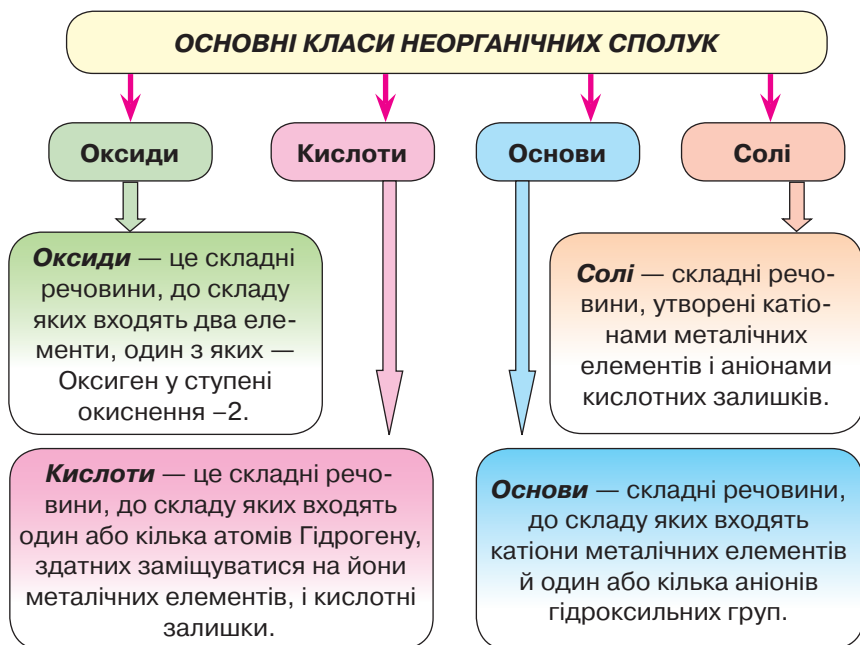 ОСНОВНІ КЛАСИ НЕОРГАНІЧНИХ СПОЛУК
Оксиди
Кислоти
Основи
Солі
Оксиди — це складні
речовини, до складу
яких входять два еле-
менти, один з яких —
Оксиген у ступені
окиснення –2.
Солі — складні речо-
вини, утворені катіо-
нами металічних
елементів і аніонами
кислотних залишків.
Кислоти — це складні речо-
вини, до складу яких входять
один або кілька атомів Гідрогену,
здатних заміщуватися на йони
металічних елементів, і кислотні
залишки.
Основи — складні речовини,
до складу яких входять
катіони металічних елементів
й один або кілька аніонів
гідроксильних груп.